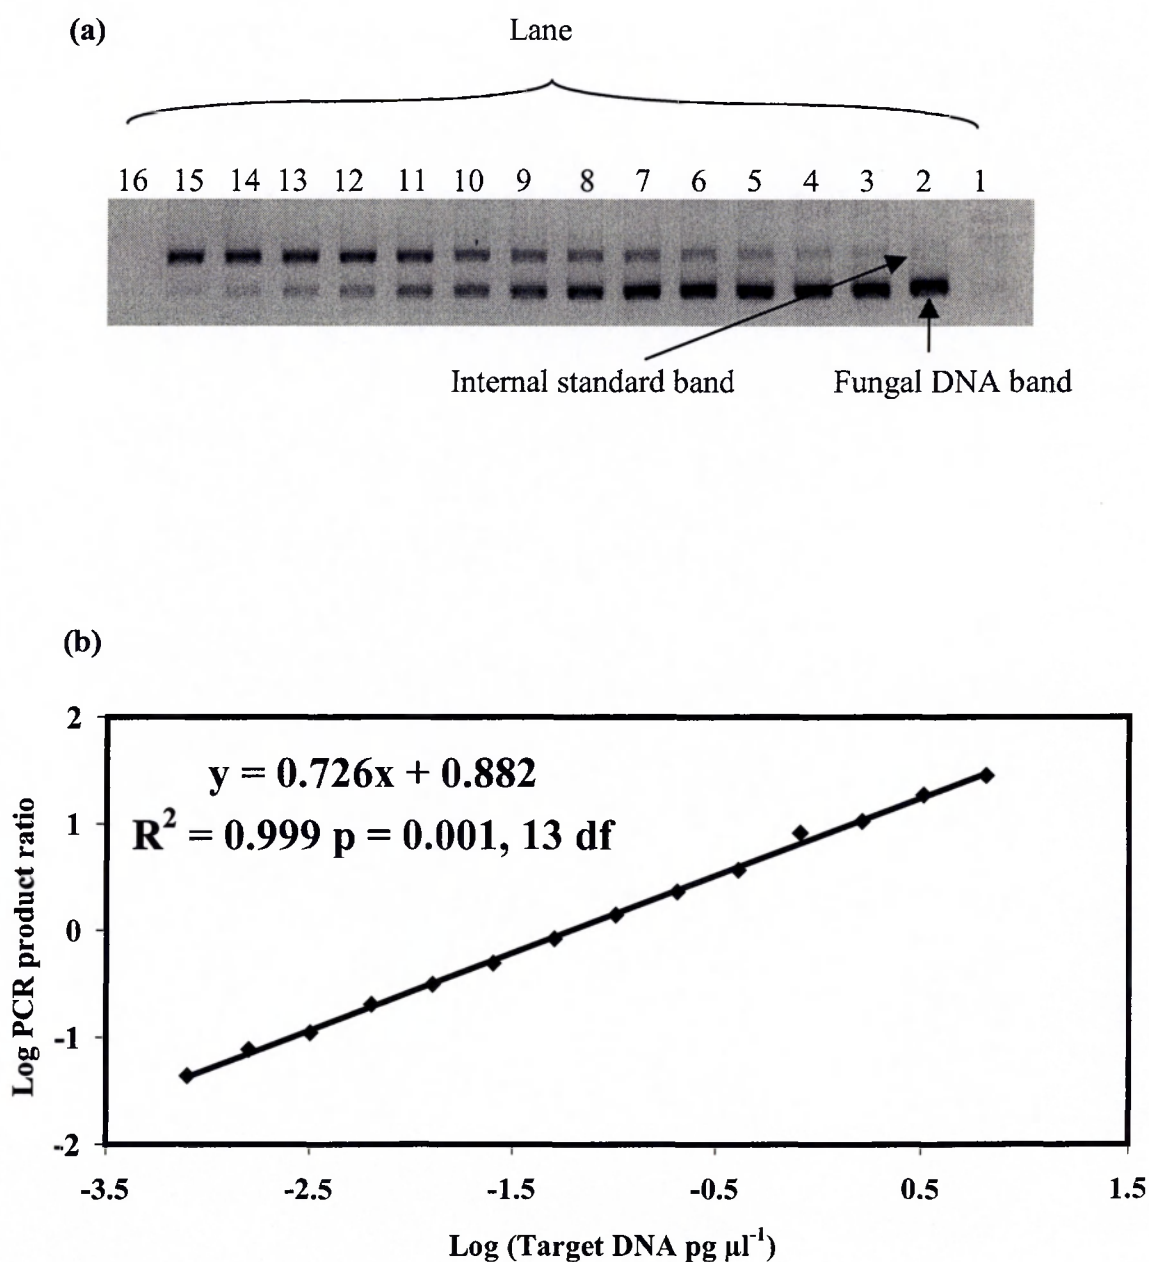 (a)
Lane
16 15 14 13 12 11 10 9 8 7 6 5 4 3 2 1
Internal standard band Fungal DNA band
(b)
y = 0.726x + 0.882
R² = 0.999 p = 0.001, 13 df
Log PCR product ratio
2
1
0
-1
-2
-3.5 -2.5 -1.5 -0.5 0.5 1.5
Log (Target DNA pg µl⁻¹)